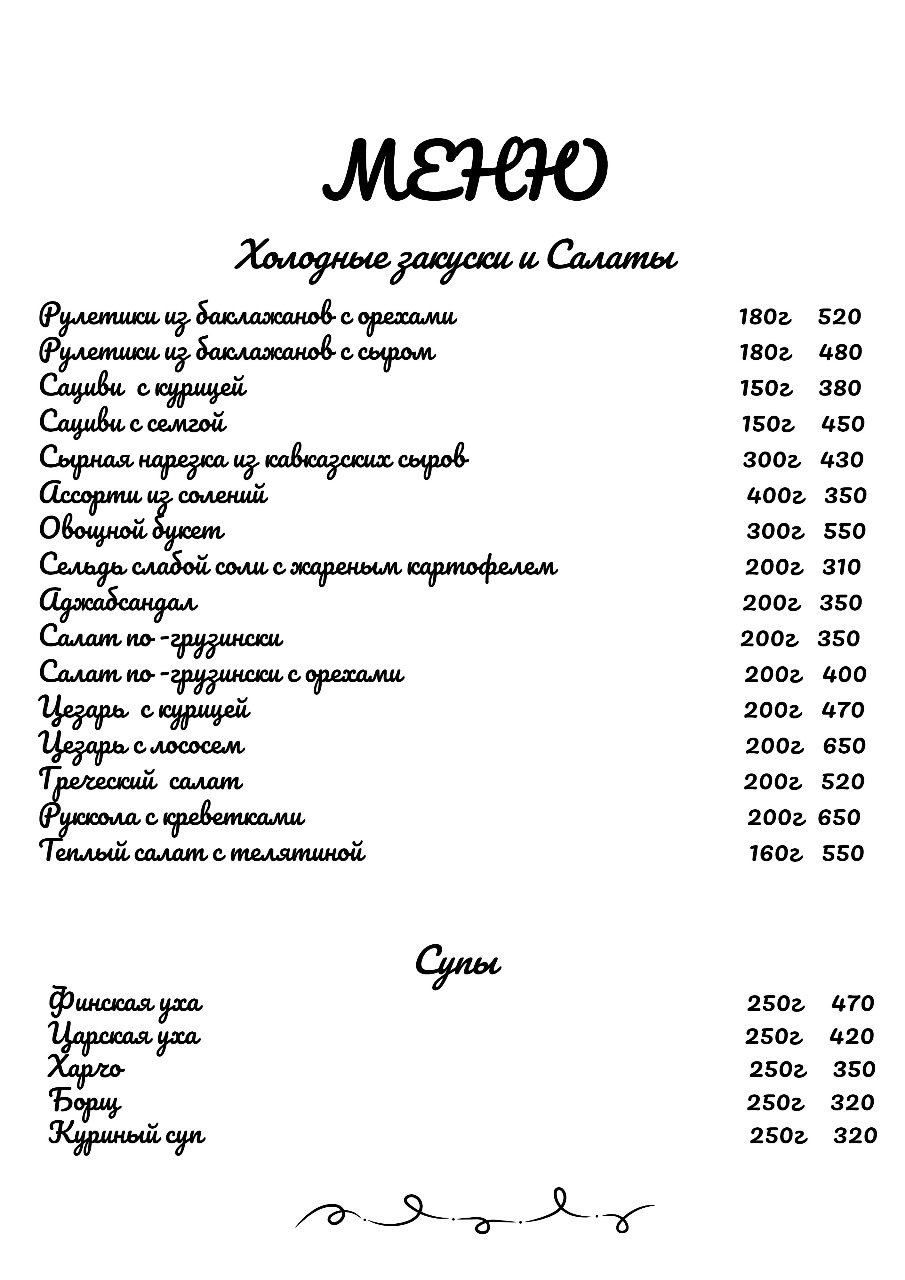 МЕНЮ
Холодные закуски и Салаты
Рулетики из баклажанов с орехами 180г 520
Рулетики из баклажанов с сыром 180г 480
Сациви с курицей 150г 380
Сациви с семгой 150г 450
Сырная нарезка из кавказских сыров 300г 430
Ассорти из солений 400г 350
Овощной букет 300г 550
Сельдь слабой соли с жареным картофелем 200г 310
Аджабсандал 200г 350
Салат по -грузински 200г 350
Салат по -грузински с орехами 200г 400
Цезарь с курицей 200г 470
Цезарь с лососем 200г 650
Греческий салат 200г 520
Руккола с креветками 200г 650
Теплый салат с телятиной 160г 550
Супы
Финская уха 250г 470
Царская уха 250г 420
Харчо 250г 350
Борщ 250г 320
Куриный суп 250г 320